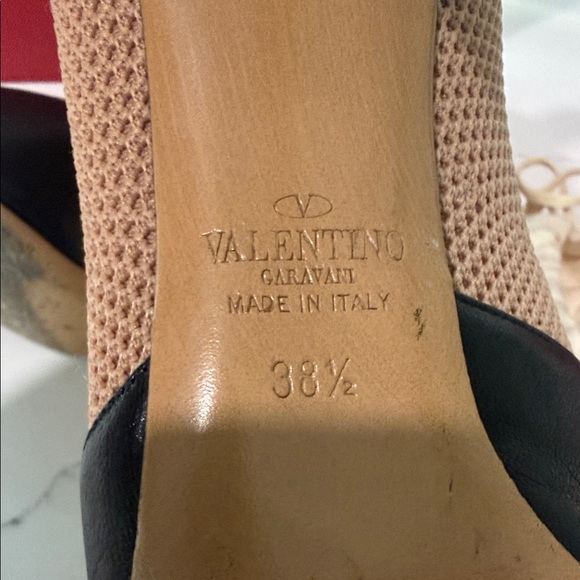 V
VALENTINO
GARAVANI
MADE IN ITALY
38½